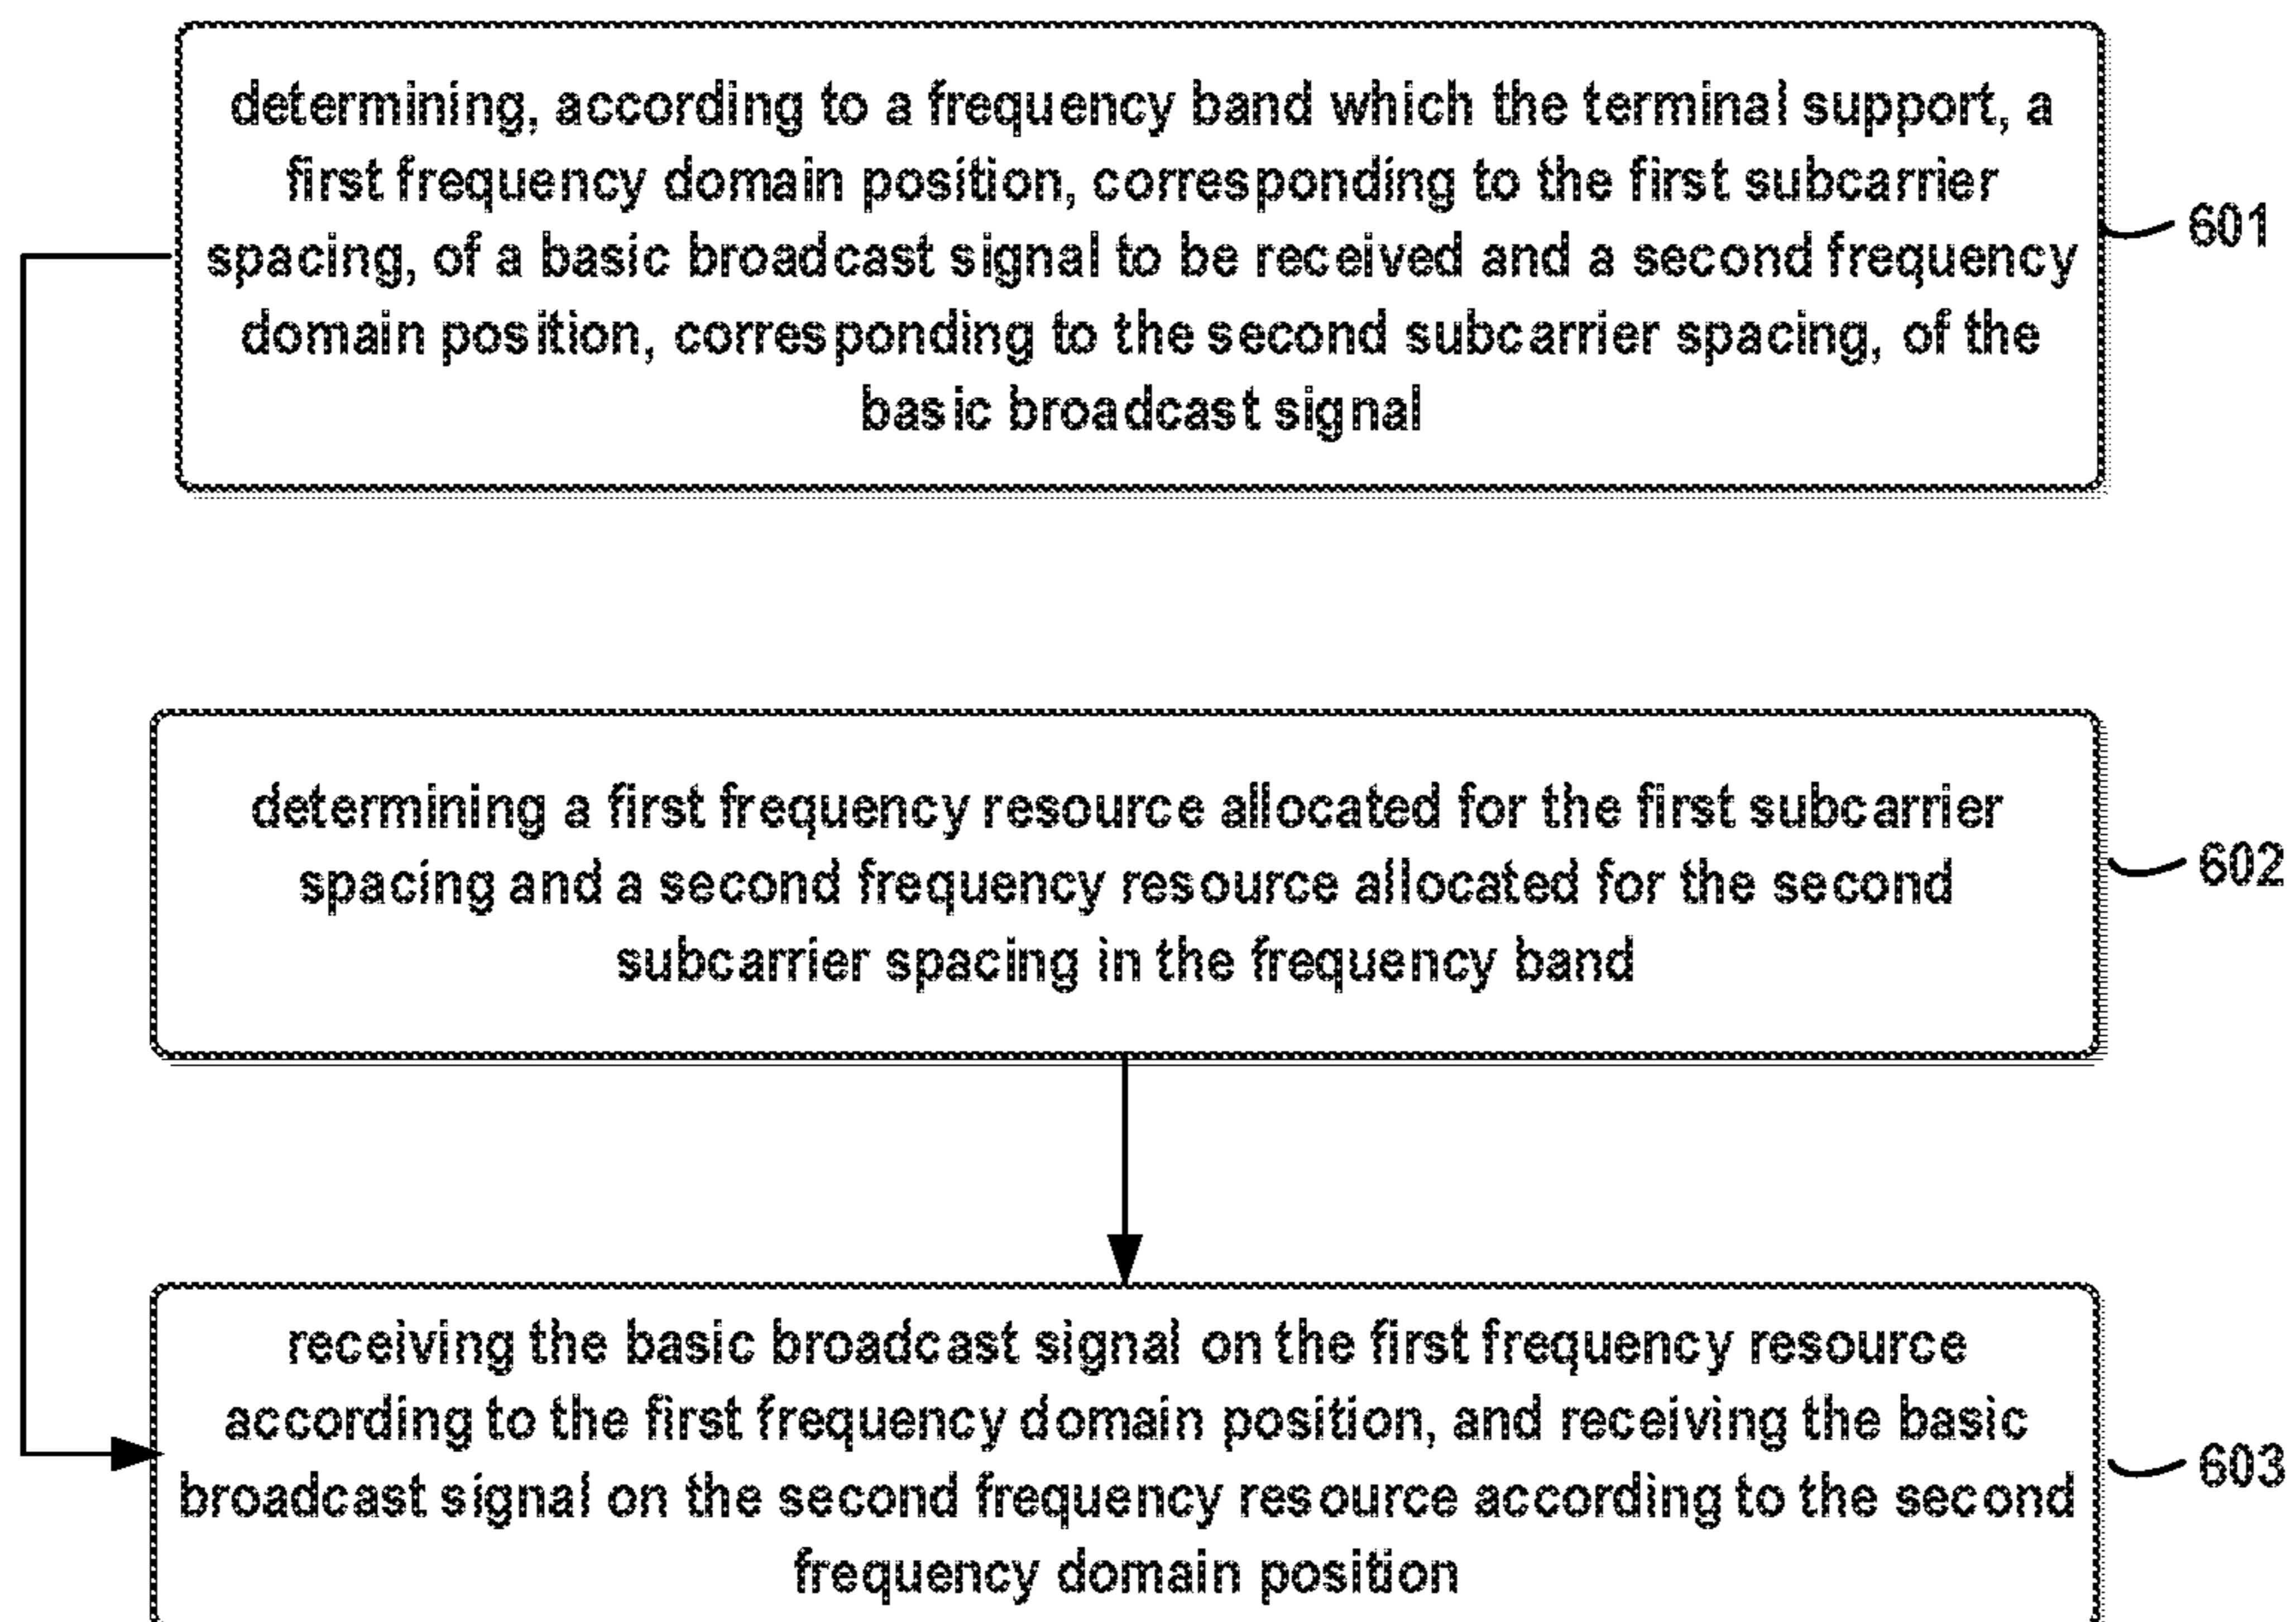 determining, according to a frequency band which the terminal support, a
first frequency domain position, corresponding to the first subcarrier
spacing, of a basic broadcast signal to be received and a second frequency
domain position, corresponding to the second subcarrier spacing, of the
basic broadcast signal
601
determining a first frequency resource allocated for the first subcarrier
spacing and a second frequency resource allocated for the second
subcarrier spacing in the frequency band
602
receiving the basic broadcast signal on the first frequency resource
according to the first frequency domain position, and receiving the basic
broadcast signal on the second frequency resource according to the second
frequency domain position
603